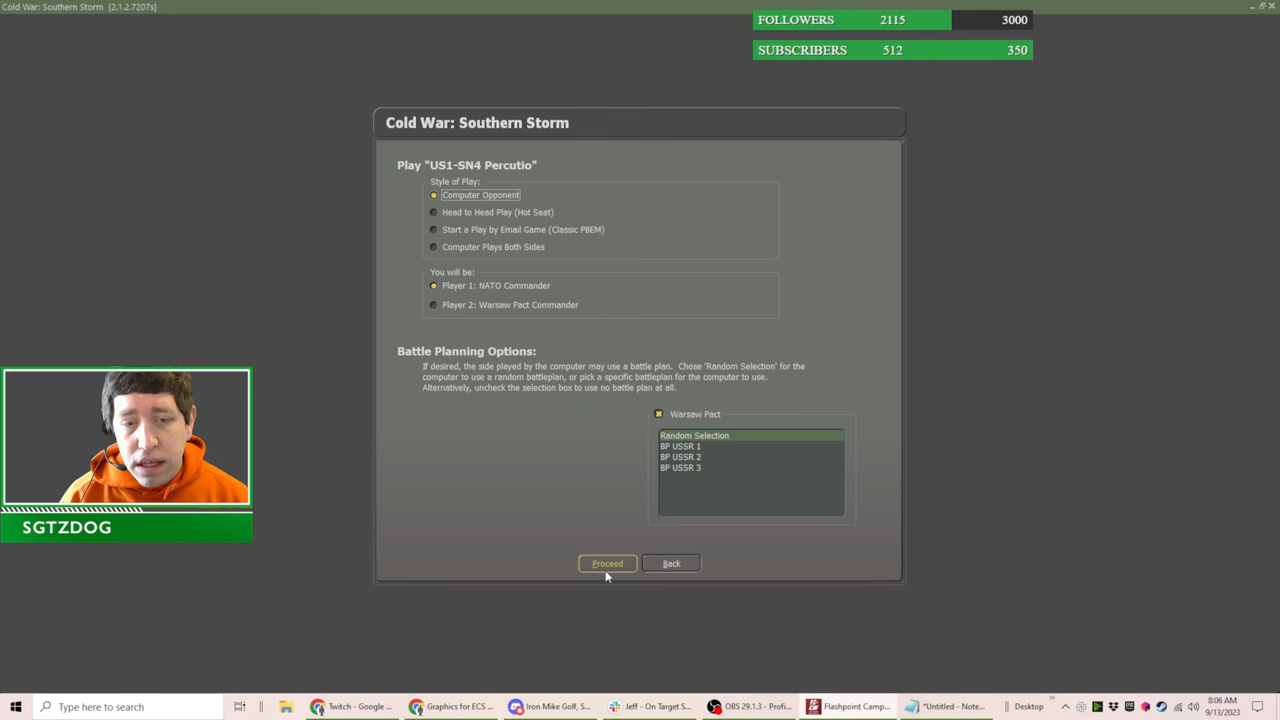 Cold War: Southern Storm [2.1.2.7207s]
FOLLOWERS 2115 3000
SUBSCRIBERS 512 350
Cold War: Southern Storm
Play "US1-SN4 Percutio"
Style of Play:
Computer Opponent
Head to Head Play (Hot Seat)
Start a Play by Email Game (Classic PBEM)
Computer Plays Both Sides
You will be:
Player 1: NATO Commander
Player 2: Warsaw Pact Commander
Battle Planning Options:
If desired, the side played by the computer may use a battle plan. Chose 'Random Selection' for the
computer to use a random battleplan, or pick a specific battleplan for the computer to use.
Alternatively, uncheck the selection box to use no battle plan at all.
Warsaw Pact
Random Selection
BP USSR 1
BP USSR 2
BP USSR 3
SGTZDOG
Proceed Back
Type here to search
Twitch - Google ...
Graphics for ECS ...
Iron Mike Golf, S...
Jeff - On Target S...
OBS 29.1.3 - Profi...
Flashpoint Camp...
*Untitled - Note...
Desktop
8:06 AM
9/13/2023